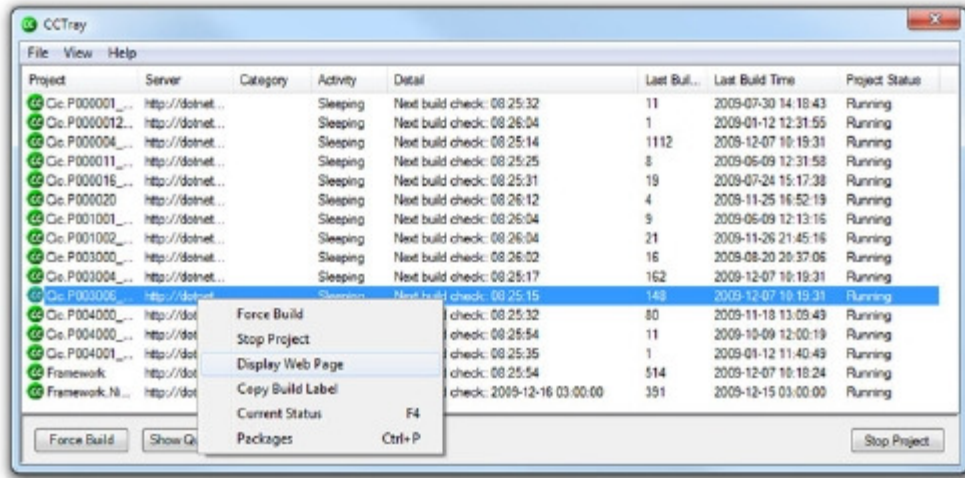 CCTray
File View Help
Project Server Category Activity Detail Last Buil... Last Build Time Project Status
Cic.P000001_... http://dotnet... Sleeping Next build check: 08:25:32 11 2009-07-30 14:18:43 Running
Cic.P0000012... http://dotnet... Sleeping Next build check: 08:26:04 1 2009-01-12 12:31:55 Running
Cic.P000004_... http://dotnet... Sleeping Next build check: 08:25:14 1112 2009-12-07 10:19:31 Running
Cic.P000011_... http://dotnet... Sleeping Next build check: 08:25:25 8 2009-06-09 12:31:58 Running
Cic.P000016_... http://dotnet... Sleeping Next build check: 08:25:31 19 2009-07-24 15:17:38 Running
Cic.P000020 http://dotnet... Sleeping Next build check: 08:26:12 4 2009-11-25 16:52:19 Running
Cic.P001001_... http://dotnet... Sleeping Next build check: 08:26:04 9 2009-06-09 12:13:16 Running
Cic.P001002_... http://dotnet... Sleeping Next build check: 08:26:04 21 2009-11-26 21:45:16 Running
Cic.P003000_... http://dotnet... Sleeping Next build check: 08:26:02 16 2009-08-20 20:37:06 Running
Cic.P003004_... http://dotnet... Sleeping Next build check: 08:25:17 162 2009-12-07 10:19:31 Running
Cic.P003006_... http://dotnet... Sleeping Next build check: 08:25:15 148 2009-12-07 10:19:31 Running
Cic.P004000_... http://dot d check: 08:25:32 80 2009-11-18 13:09:49 Running
Cic.P004000_... http://dot d check: 08:25:54 11 2009-10-09 12:00:19 Running
Cic.P004001_... http://dot d check: 08:25:35 1 2009-01-12 11:40:49 Running
Framework http://dot d check: 08:25:54 514 2009-12-07 10:18:24 Running
Framework.Ni... http://dot d check: 2009-12-16 03:00:00 391 2009-12-15 03:00:00 Running
Force Build
Stop Project
Display Web Page
Copy Build Label
Current Status F4
Packages Ctrl+P
Force Build Show Qu Stop Project